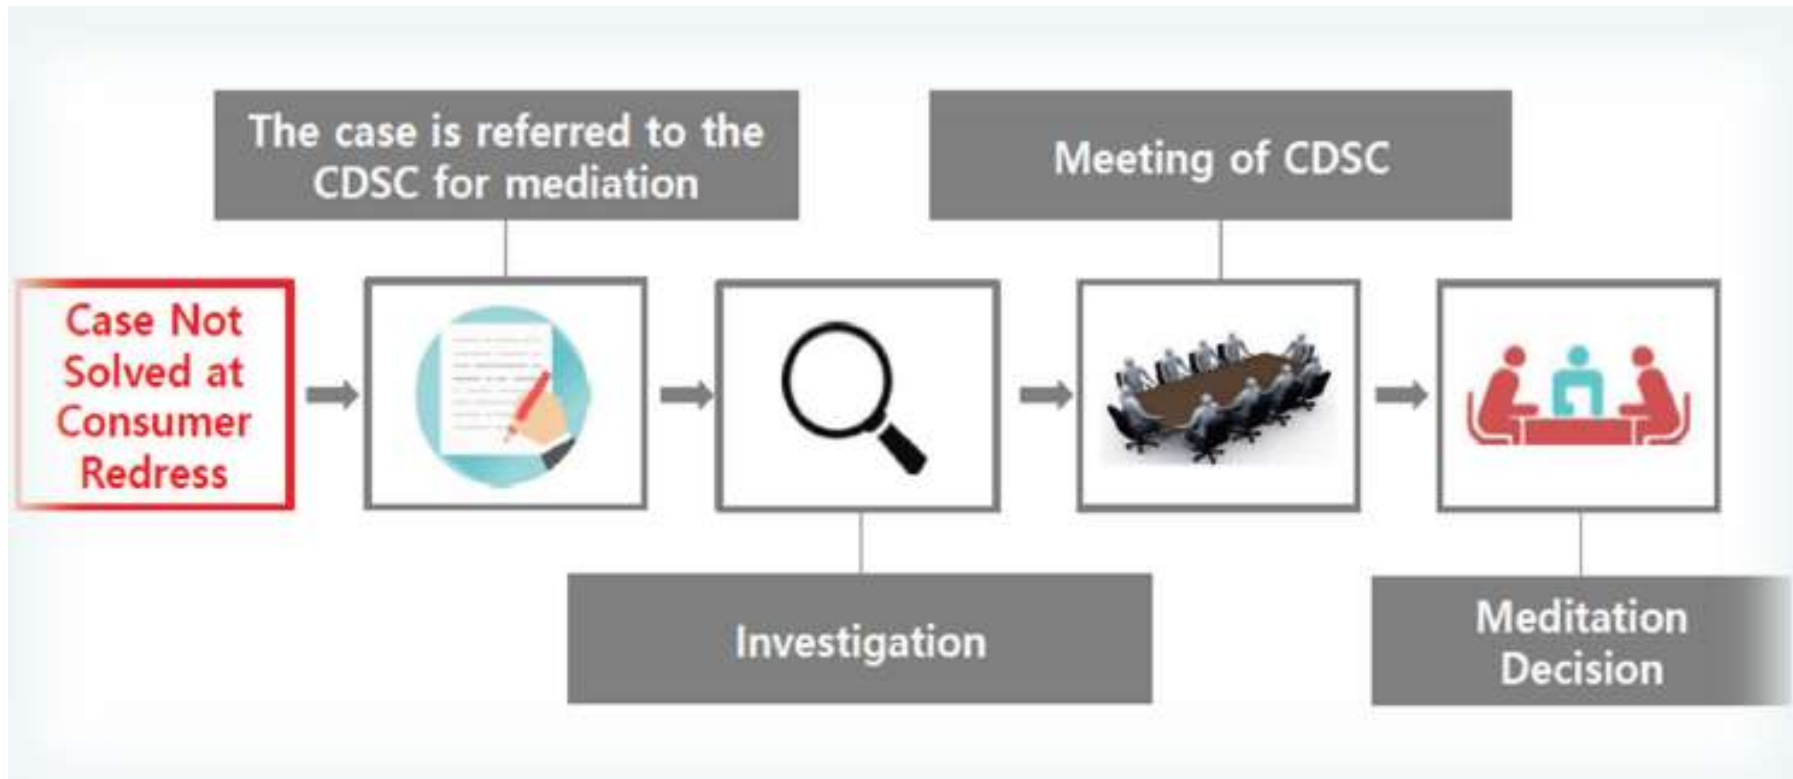 The case is referred to the
CDSC for mediation
Meeting of CDSC
Case Not
Solved at
Consumer
Redress
Investigation
Meditation
Decision